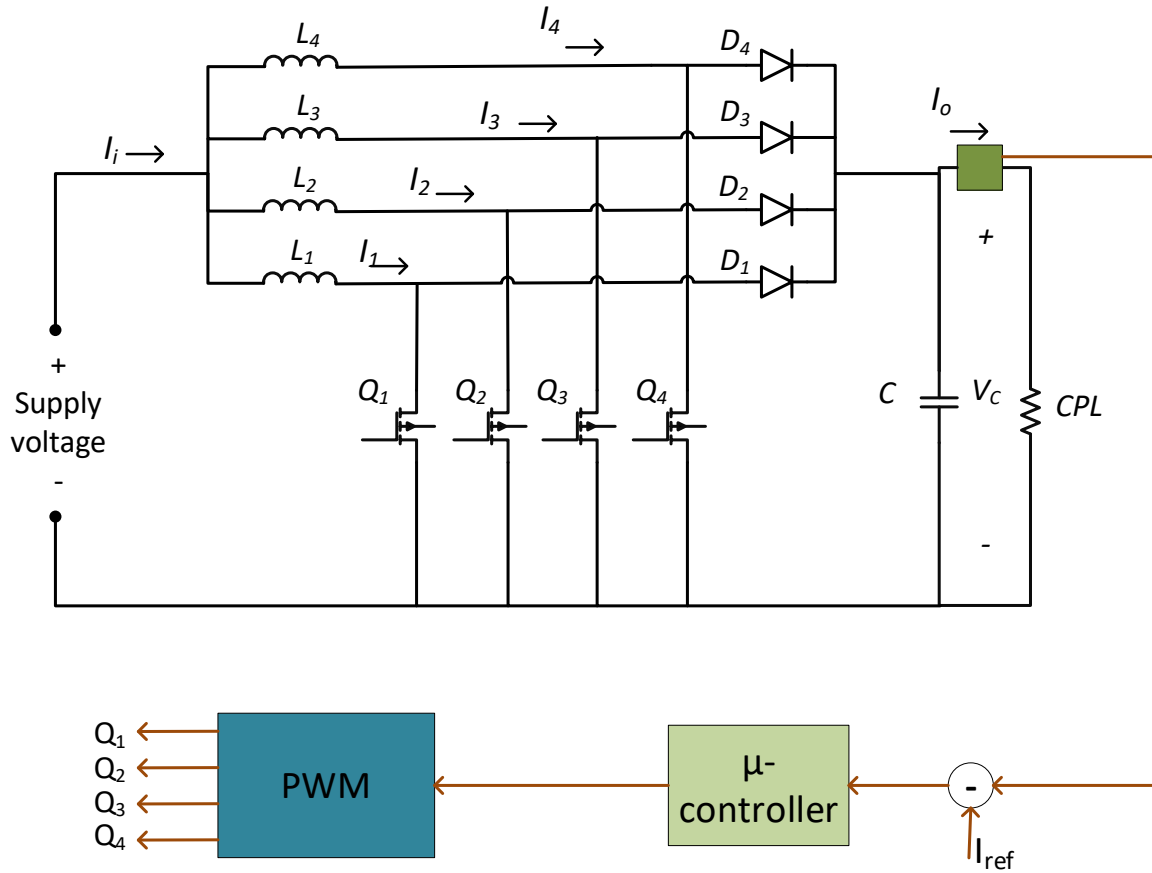 I4
L4
D4
L3
I3
D3
Io
Ii
L2
I2
D2
+
L1
I1
D1
+
Supply
voltage
-
Q1
Q2
Q3
Q4
C
VC
CPL
-
Q1
Q2
Q3
Q4
PWM
μ-
controller
-
Iref